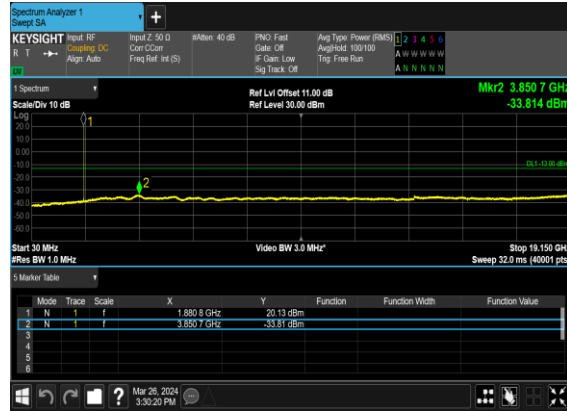 Spectrum Analyzer 1
Swept SA
+
KEYSIGHT Input: RF Input Z: 50 Ω #Atten: 40 dB PNO: Fast Avg Type: Power (RMS) 1 2 3 4 5 6
R T Coupling: DC Corr CCorr Gate: Off Avg|Hold: 100/100 A W W W W W
Align: Auto Freq Ref: Int (S) IF Gain: Low Trig: Free Run
Sig Track: Off A N N N N N
1 Spectrum Ref Lvl Offset 11.00 dB Mkr2 3.850 7 GHz
Scale/Div 10 dB Ref Level 30.00 dBm -33.814 dBm
Log
20.0
10.0
0.00
-10.0
DL1 -13.00 dBm
-20.0
-30.0
-40.0
-50.0
-60.0
1
2
Start 30 MHz Video BW 3.0 MHz* Stop 19.150 GHz
#Res BW 1.0 MHz Sweep 32.0 ms (40001 pts)
5 Marker Table
Mode Trace Scale X Y Function Function Width Function Value
1 N 1 f 1.880 8 GHz 20.13 dBm
2 N 1 f 3.850 7 GHz -33.81 dBm
3
4
5
6
? Mar 26, 2024
3:30:20 PM